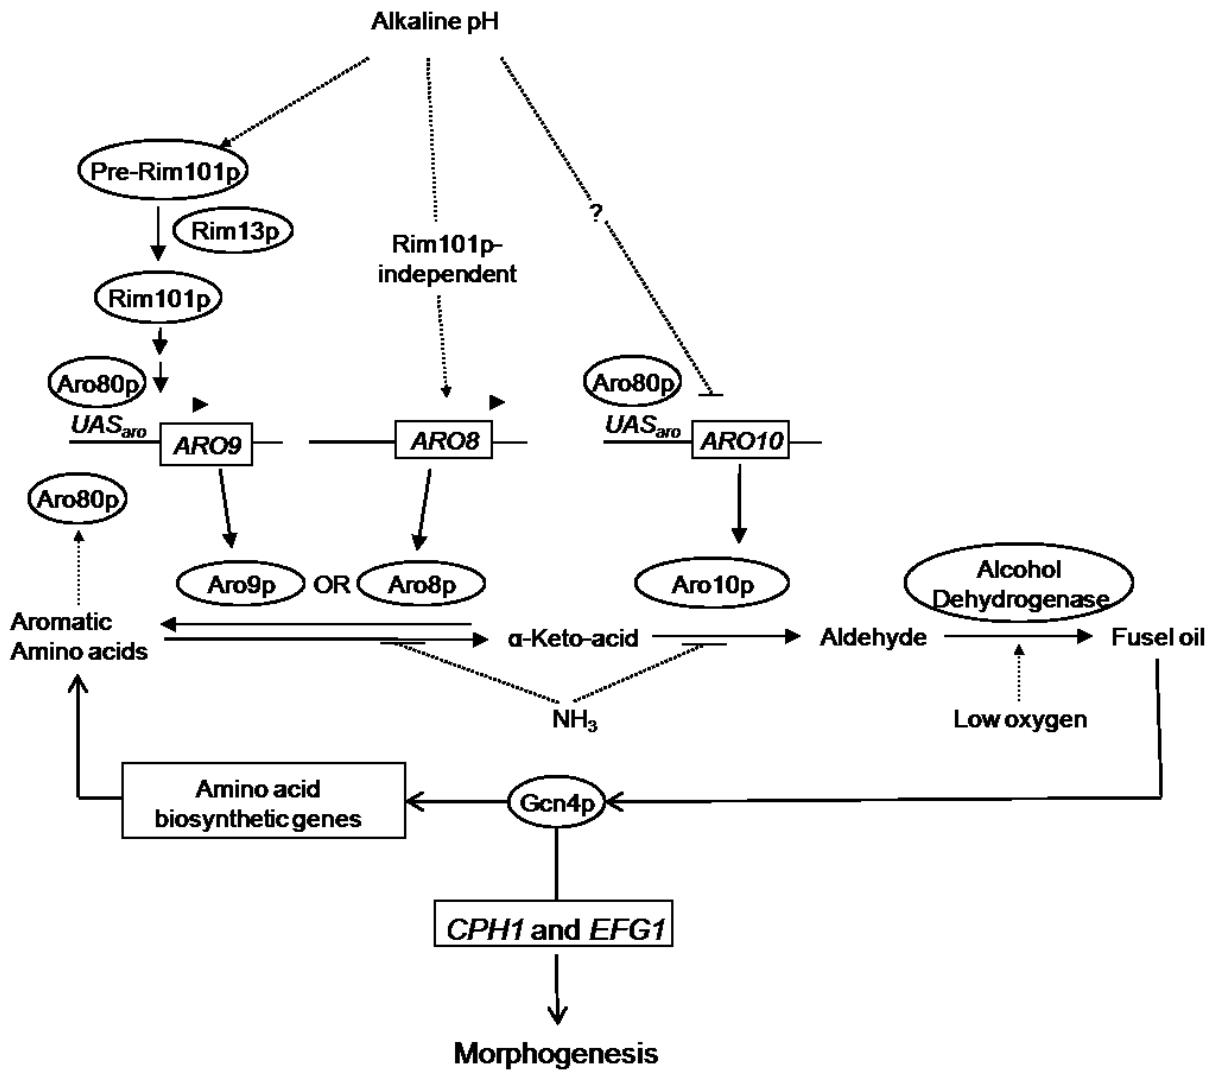 Alkaline pH
Pre-Rim101p
Rim13p
?
Rim101p-
independent
Rim101p
Aro80p
Aro80p
UASaro
UASaro
ARO9
ARO8
ARO10
Aro80p
Aro9p OR Aro8p
Aro10p
Alcohol
Dehydrogenase
Aromatic
Amino acids
α-Keto-acid
Aldehyde
Fusel oil
NH3
Low oxygen
Amino acid
biosynthetic genes
Gcn4p
CPH1 and EFG1
Morphogenesis